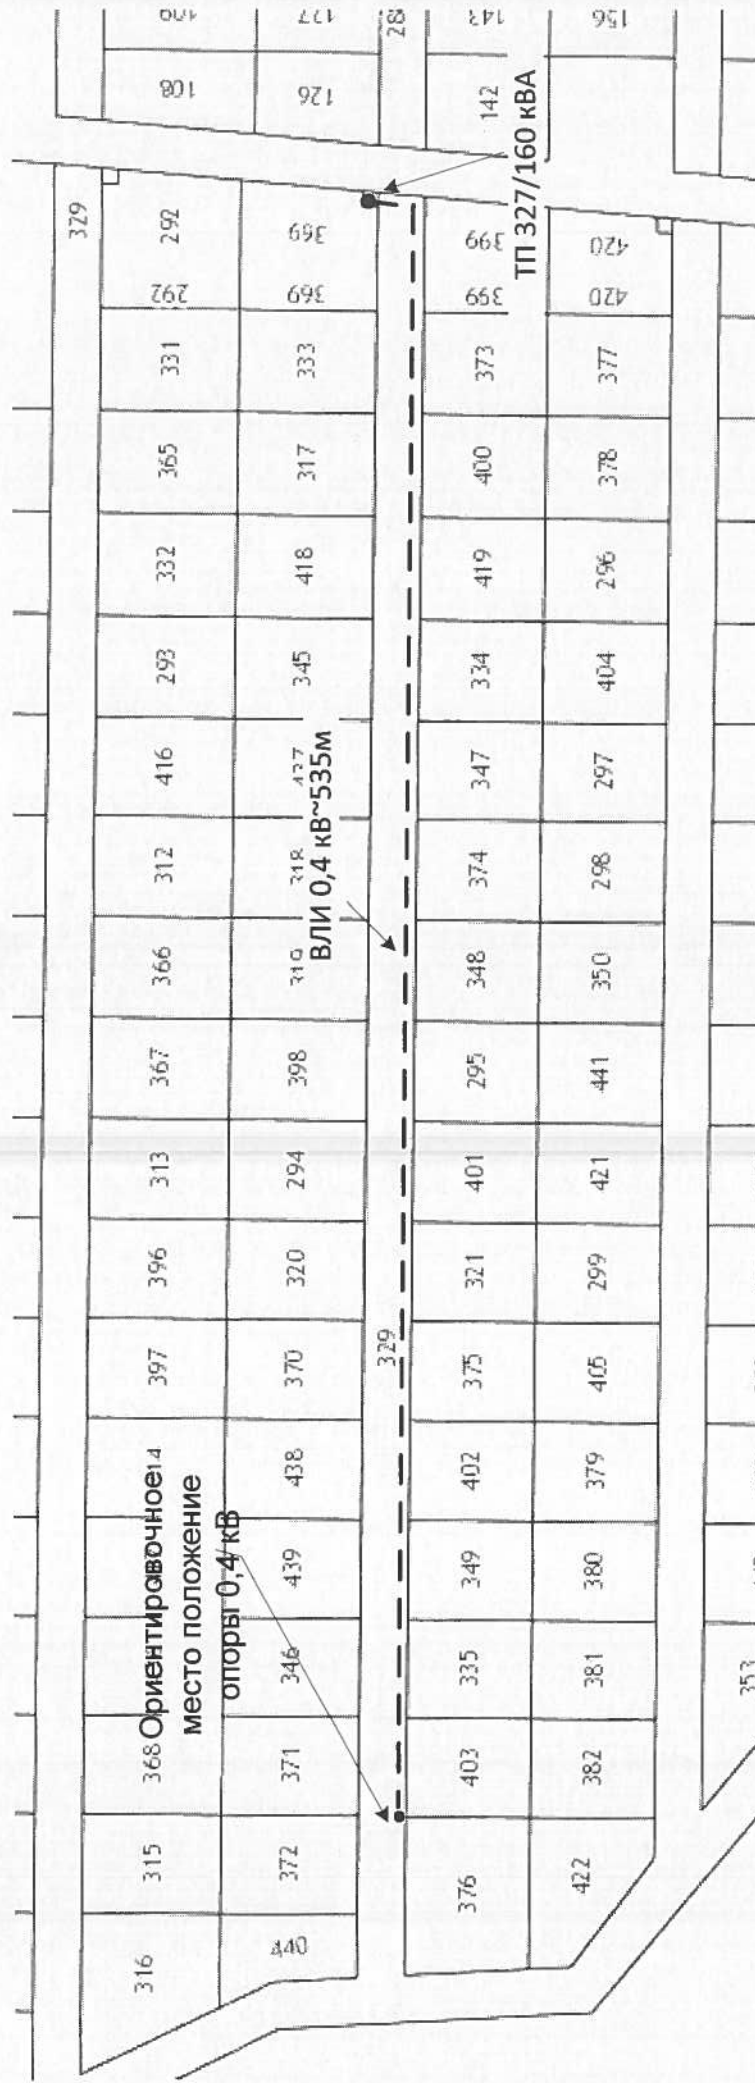 329
316 315 368 Ориентировочное 397 396 313 367 366 312 416 293 332 365 331 292 292 108
место положение
опоры 0,4 кВ
372 371 346 439 438 370 320 294 398 345 418 317 333 369 369 126
ВЛИ 0,4 кВ~535м
329
376 403 335 349 402 375 321 401 295 348 374 347 334 419 400 373 399 399 142
ТП 327/160 кВА
422 382 381 380 379 405 299 421 441 350 298 297 404 296 378 377 420 420 156